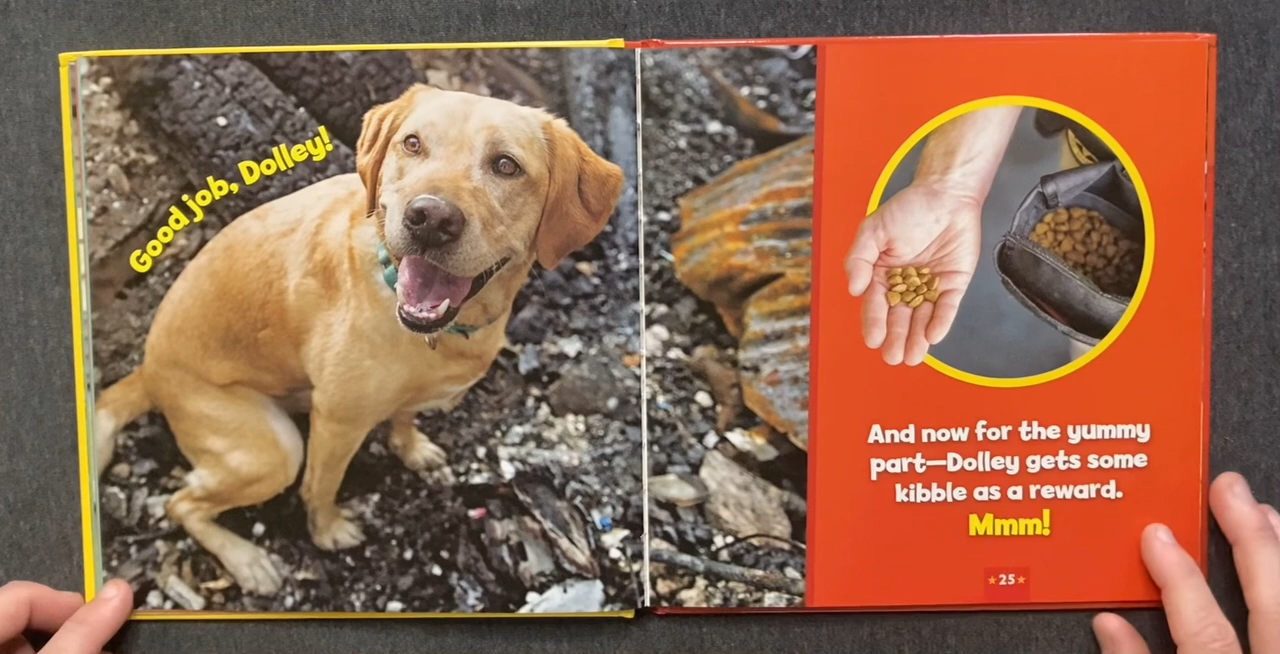 Good job, Dolley!
And now for the yummy
part—Dolley gets some
kibble as a reward.
Mmm!
25